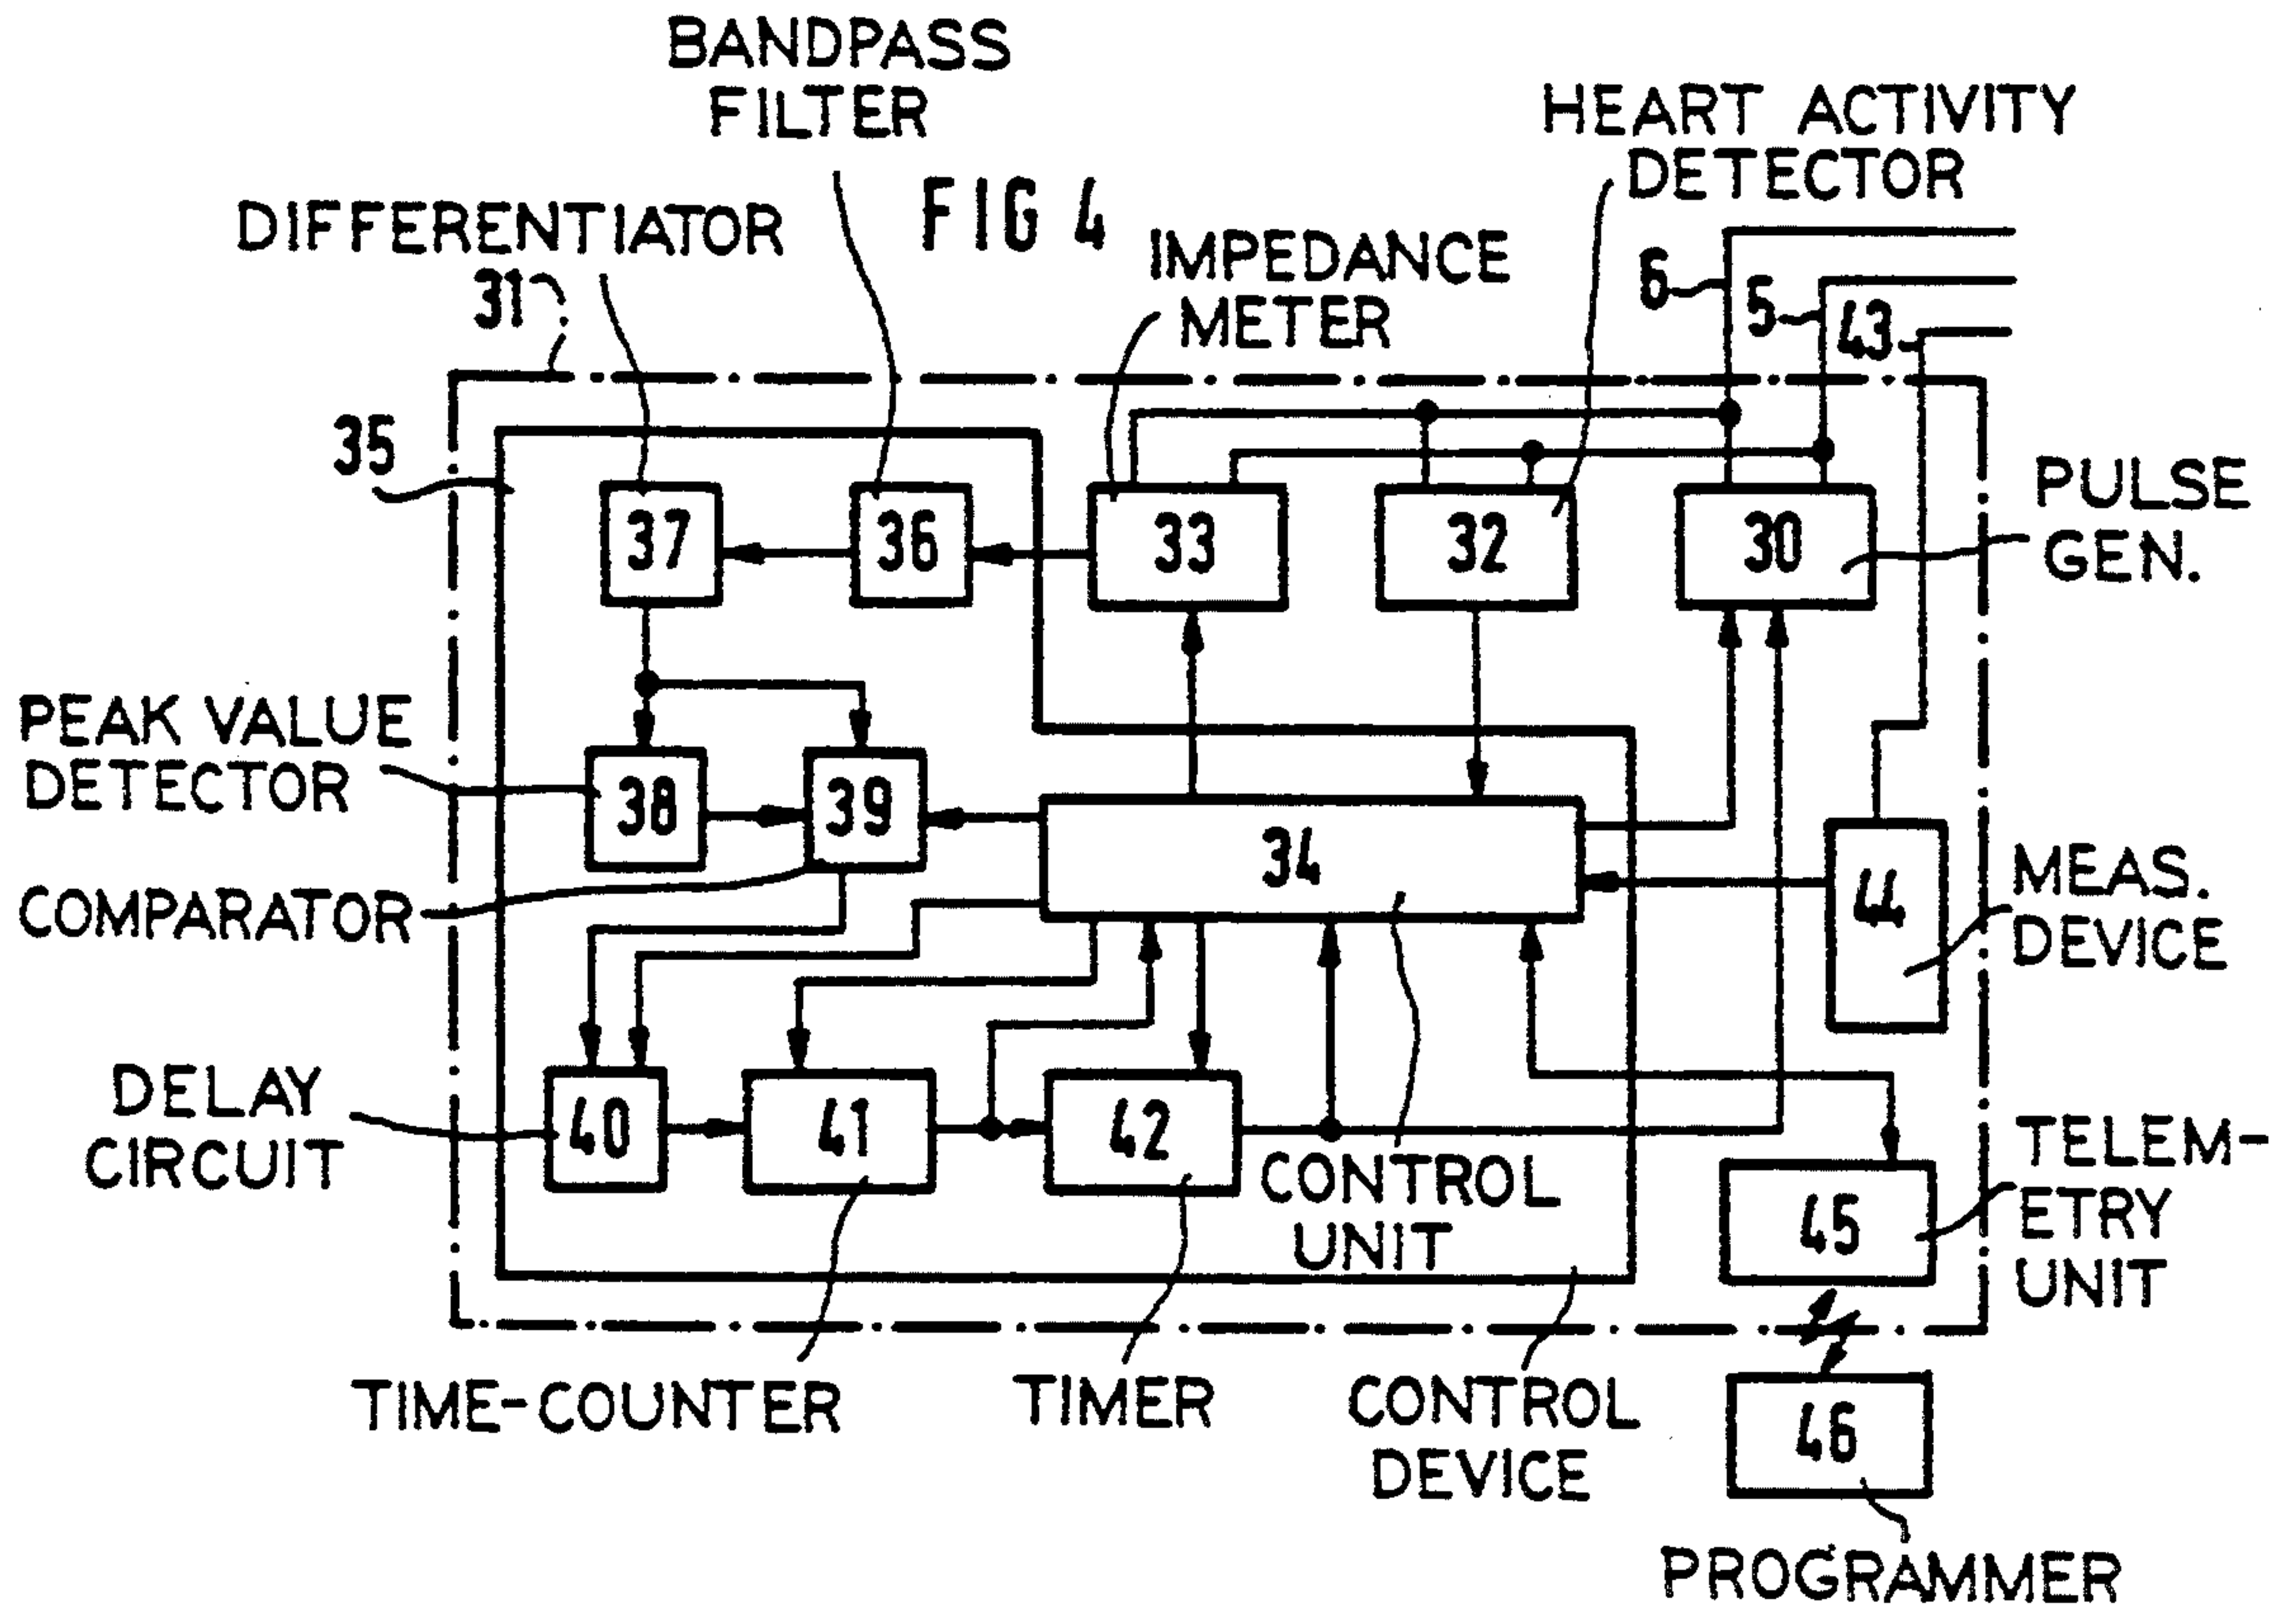 BANDPASS
FILTER
HEART ACTIVITY
DETECTOR
DIFFERENTIATOR
FIG 4
IMPEDANCE
METER
31
6
5
43
35
PULSE
GEN.
37
36
33
32
30
PEAK VALUE
DETECTOR
38
39
34
COMPARATOR
44
MEAS.
DEVICE
DELAY
CIRCUIT
40
41
42
CONTROL
UNIT
TELEM-
ETRY
UNIT
45
TIME-COUNTER
TIMER
CONTROL
DEVICE
46
PROGRAMMER